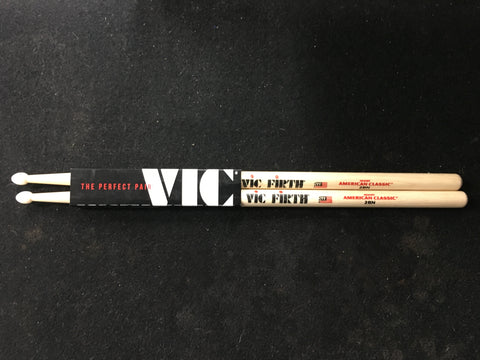 THE PERFECT PAIR
VIC
VIC FIRTH
AMERICAN CLASSIC®
2BN
VIC FIRTH
AMERICAN CLASSIC®
2BN